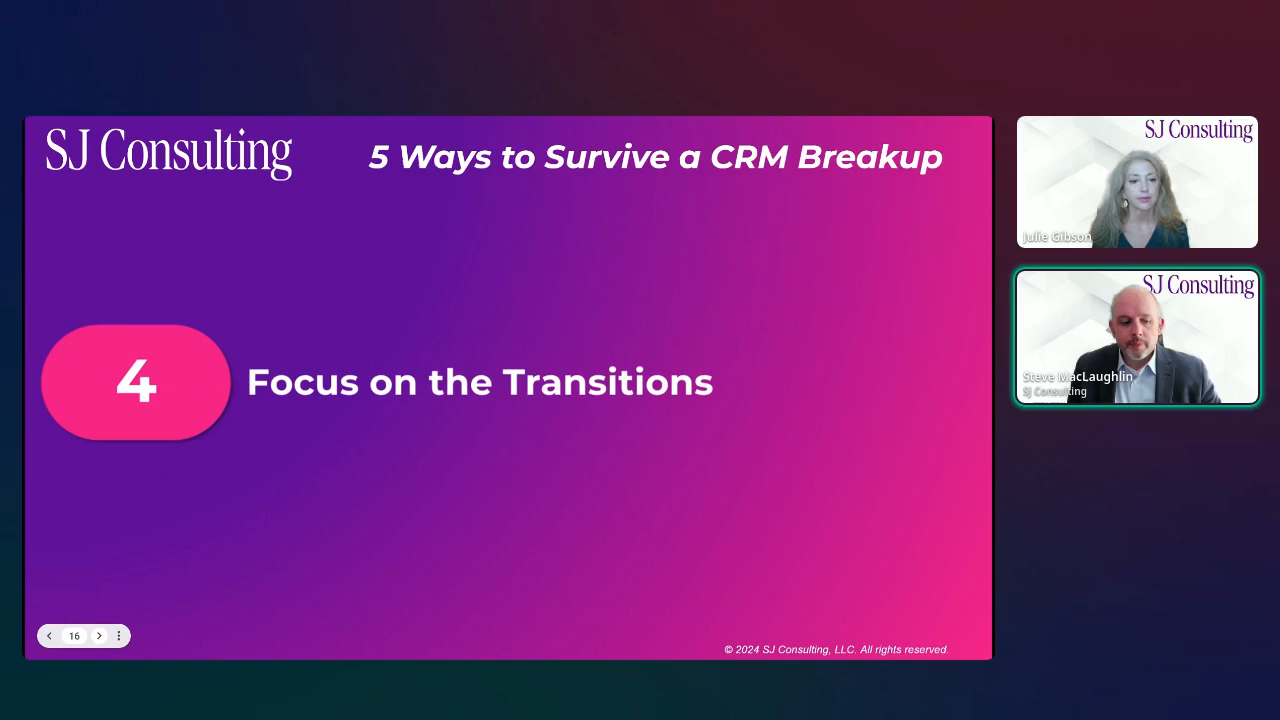 SJ Consulting
5 Ways to Survive a CRM Breakup
4
Focus on the Transitions
16
© 2024 SJ Consulting, LLC. All rights reserved.
SJ Consulting
Julie Gibson
SJ Consulting
Steve MacLaughlin
SJ Consulting